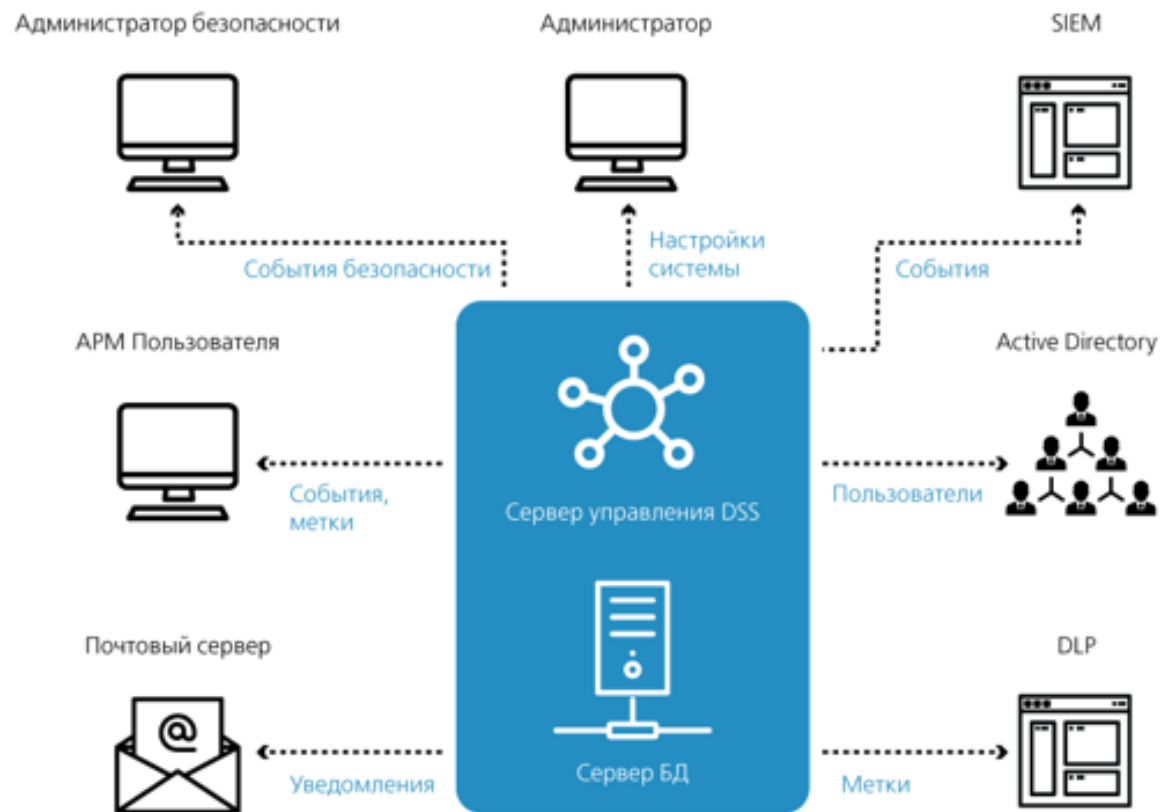 Администратор безопасности
Администратор
SIEM
События безопасности
Настройки
системы
События
АРМ Пользователя
Active Directory
События,
метки
Сервер управления DSS
Пользователи
Почтовый сервер
DLP
Уведомления
Сервер БД
Метки